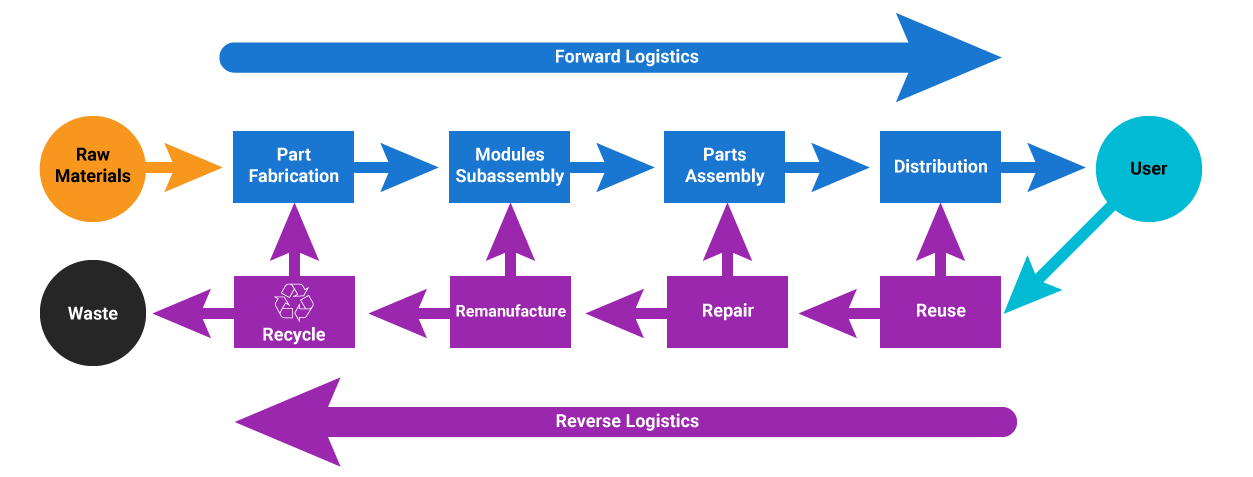 Forward Logistics
Raw
Materials
Part
Fabrication
Modules
Subassembly
Parts
Assembly
Distribution
User
Waste
Recycle
Remanufacture
Repair
Reuse
Reverse Logistics